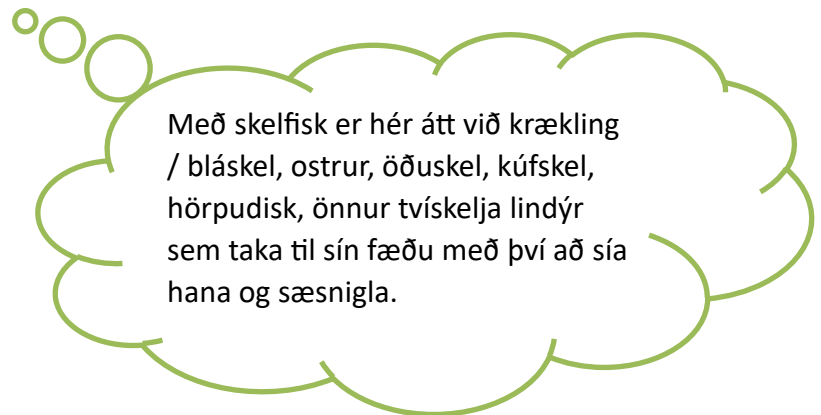 Með skelfisk er hér átt við krækling
/ bláskel, ostrur, öðuskel, kúfskel,
hörpudisk, önnur tvískelja lindýr
sem taka til sín fæðu með því að sía
hana og sæsnigla.